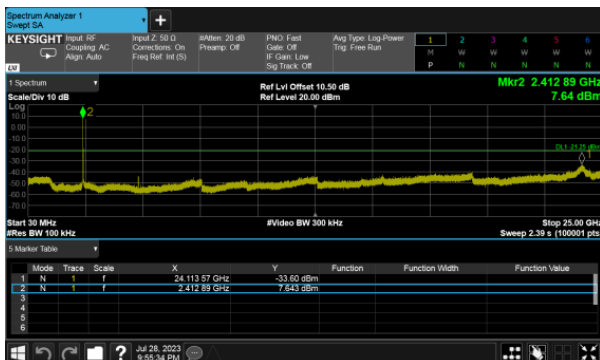 Spectrum Analyzer 1
Swept SA
+
KEYSIGHT Input: RF Input Z: 50 Ω #Atten: 20 dB PNO: Fast Avg Type: Log-Power 1 2 3 4 5 6
Coupling: AC Corrections: On Preamp: Off Gate: Off Trig: Free Run M W W W W W
Align: Auto Freq Ref: Int (S) IF Gain: Low
Sig Track: Off P N N N N N
LXI
1 Spectrum Mkr2 2.412 89 GHz
Ref Lvl Offset 10.50 dB
Scale/Div 10 dB Ref Level 20.00 dBm 7.64 dBm
Log
10.0 2
0.00
-10.0
-20.0 DL1 -21.25 dBm
-30.0 1
-40.0
-50.0
-60.0
-70.0
Start 30 MHz #Video BW 300 kHz Stop 25.00 GHz
#Res BW 100 kHz Sweep 2.39 s (100001 pts)
5 Marker Table
Mode Trace Scale X Y Function Function Width Function Value
1 N 1 f 24.113 57 GHz -33.60 dBm
2 N 1 f 2.412 89 GHz 7.643 dBm
3
4
5
6
? Jul 28, 2023
9:55:34 PM